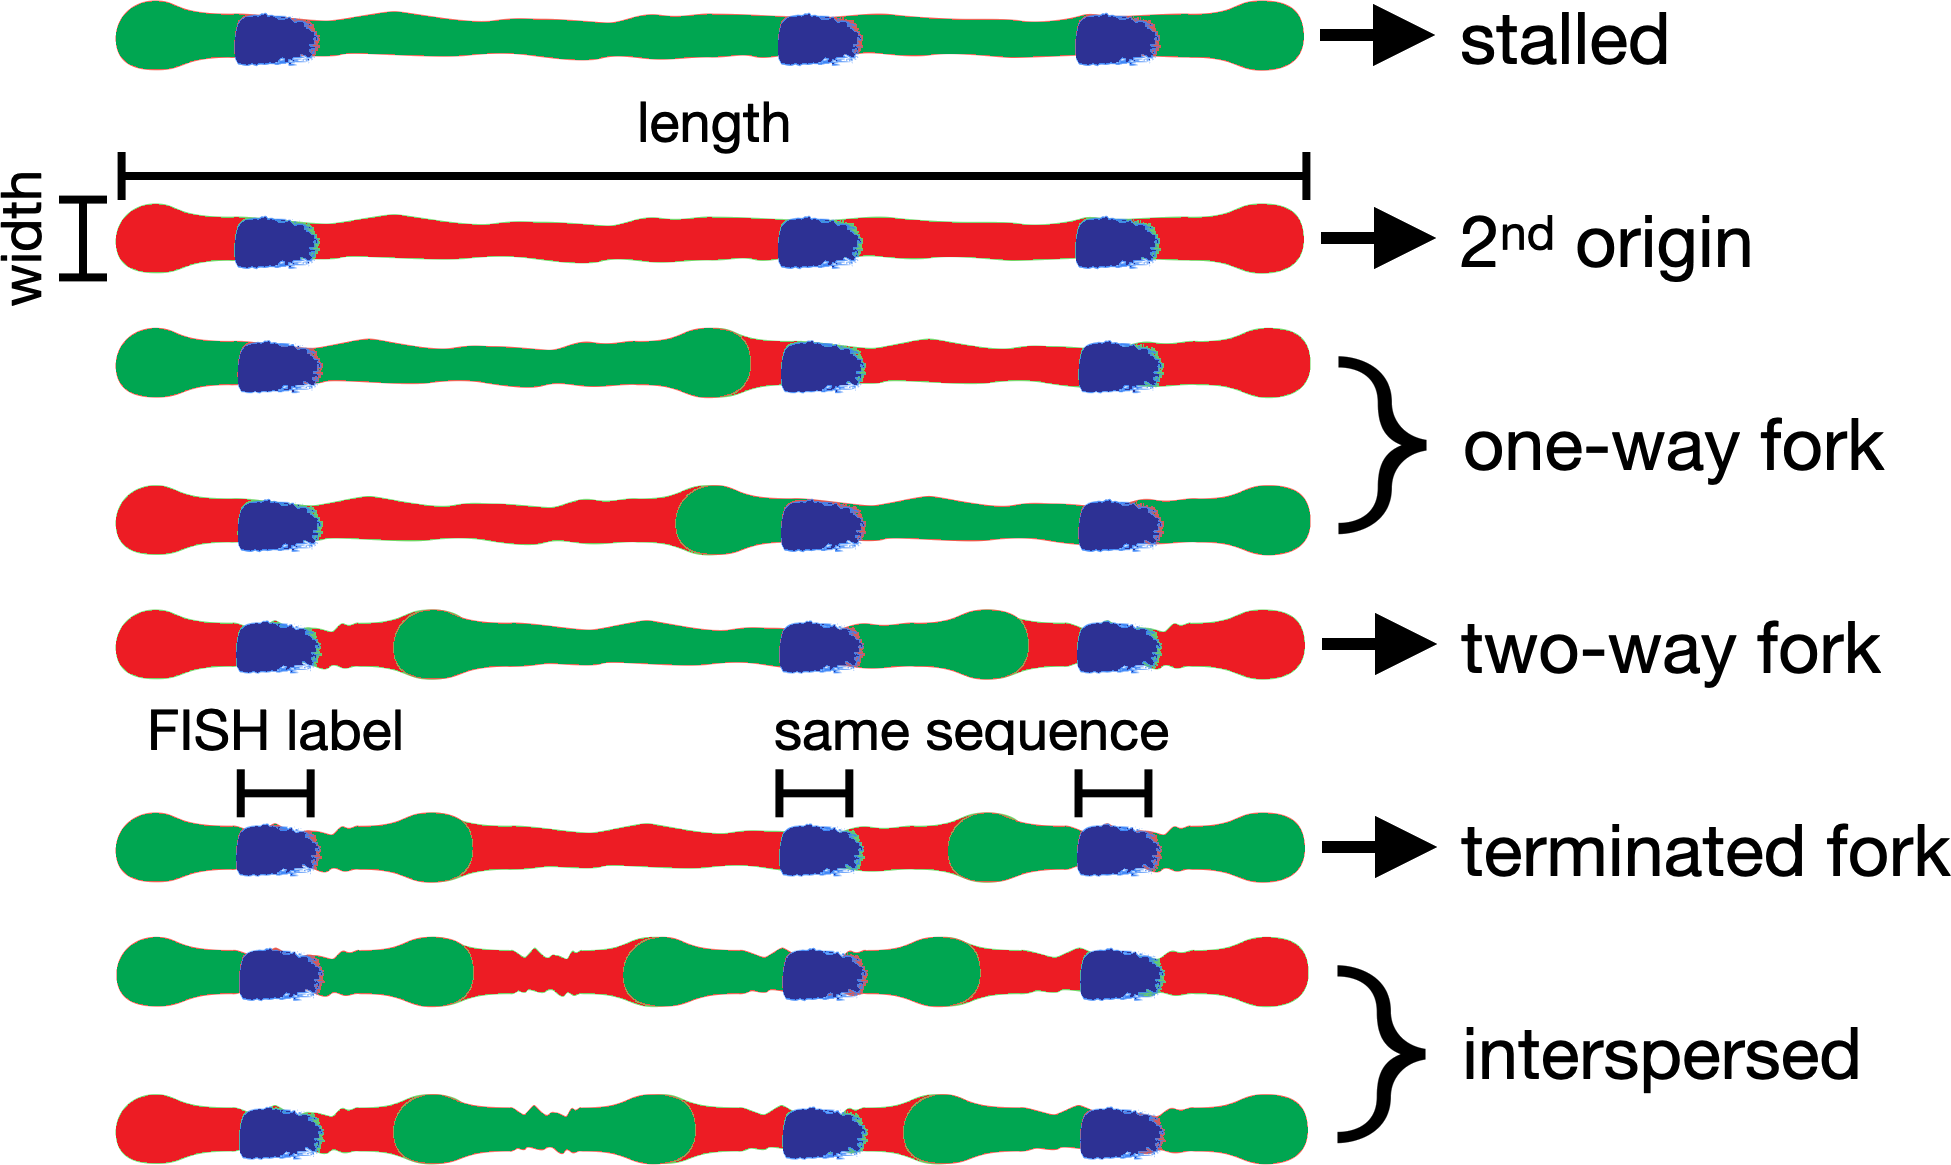 stalled
length
width
2nd origin
one-way fork
two-way fork
FISH label
same sequence
terminated fork
interspersed